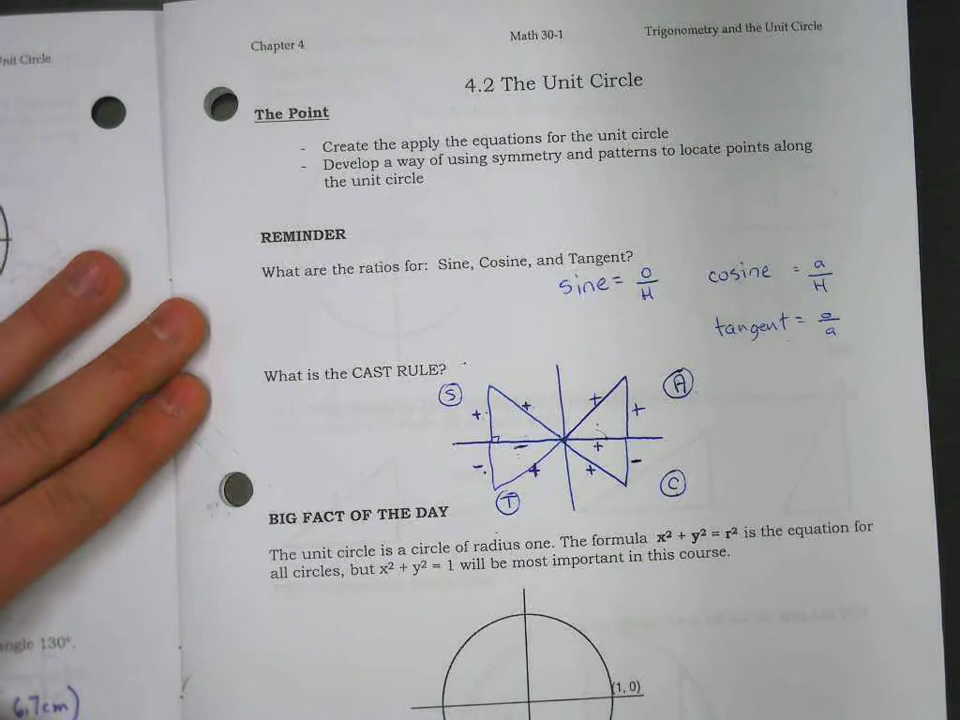 nit Circle
Chapter 4
Math 30-1
Trigonometry and the Unit Circle
4.2 The Unit Circle
The Point
- Create the apply the equations for the unit circle
- Develop a way of using symmetry and patterns to locate points along
the unit circle
REMINDER
What are the ratios for: Sine, Cosine, and Tangent?
sine = O/H
cosine = a/H
tangent = o/a
What is the CAST RULE?
S
A
+ + + +
- +
- + + -
T
C
BIG FACT OF THE DAY
The unit circle is a circle of radius one. The formula x² + y² = r² is the equation for
all circles, but x² + y² = 1 will be most important in this course.
(1, 0)
angle 130°.
6.7cm)